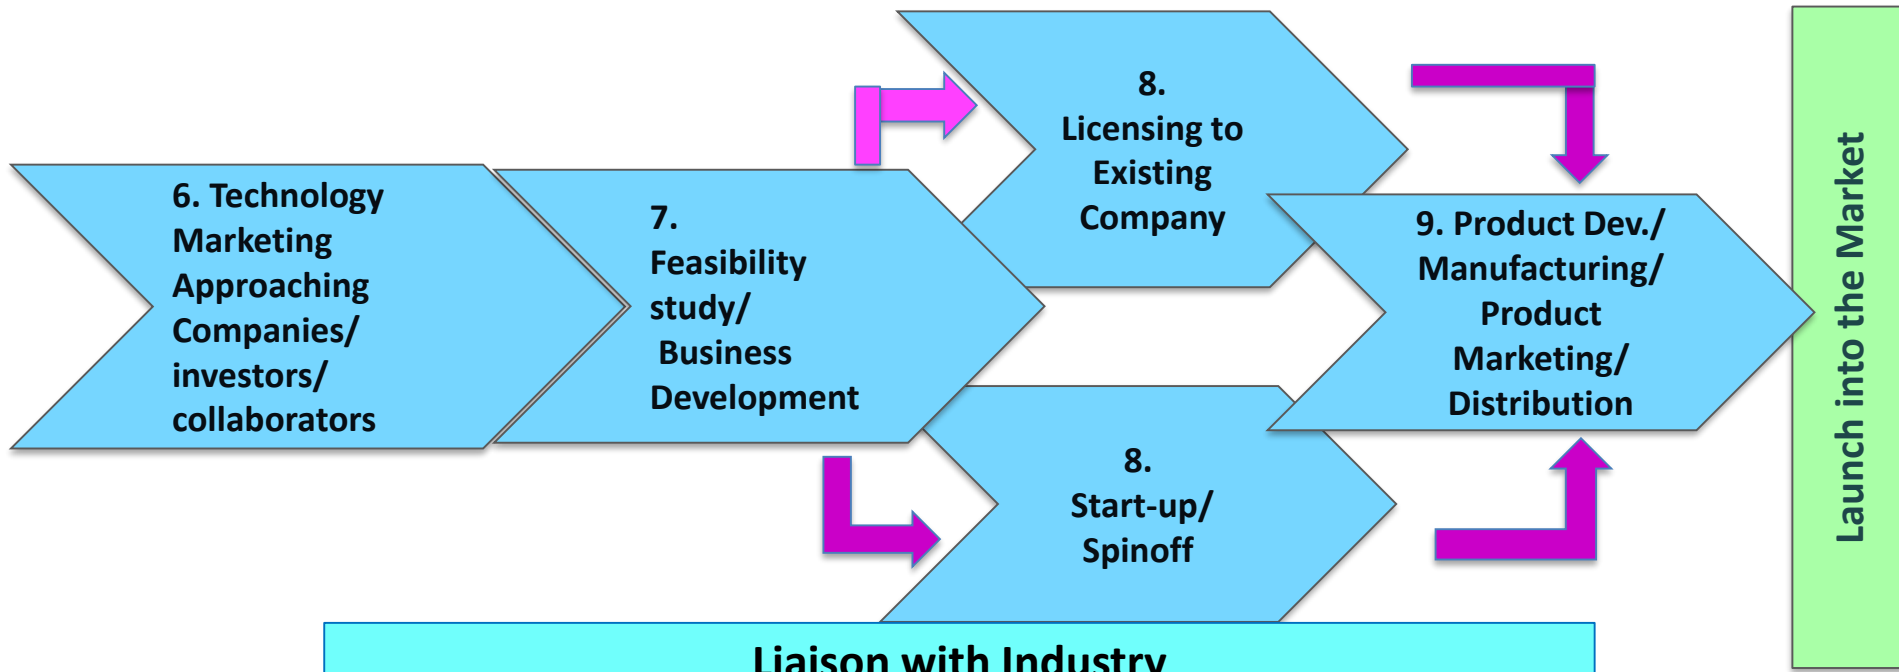 6. Technology
Marketing
Approaching
Companies/
investors/
collaborators
7.
Feasibility
study/
Business
Development
8.
Licensing to
Existing
Company
8.
Start-up/
Spinoff
9. Product Dev./
Manufacturing/
Product
Marketing/
Distribution
Launch into the Market
Liaison with Industry